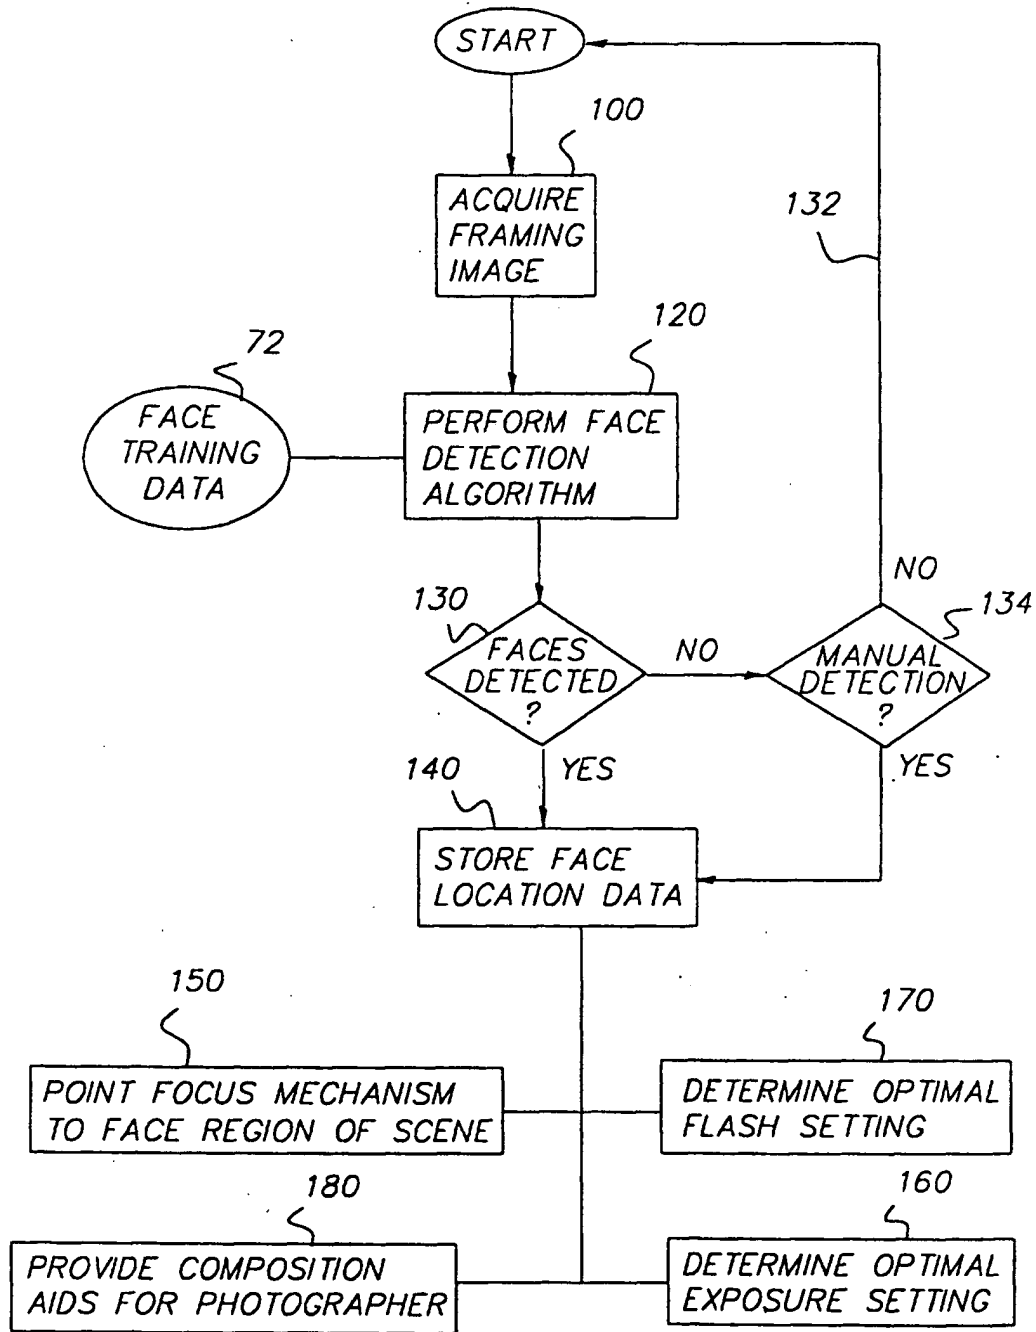 START
100
ACQUIRE
FRAMING
IMAGE
132
120
72
FACE
TRAINING
DATA
PERFORM FACE
DETECTION
ALGORITHM
NO
130
134
FACES
DETECTED
?
NO
MANUAL
DETECTION
?
140
YES
YES
STORE FACE
LOCATION DATA
150
170
POINT FOCUS MECHANISM
TO FACE REGION OF SCENE
DETERMINE OPTIMAL
FLASH SETTING
180
160
PROVIDE COMPOSITION
AIDS FOR PHOTOGRAPHER
DETERMINE OPTIMAL
EXPOSURE SETTING